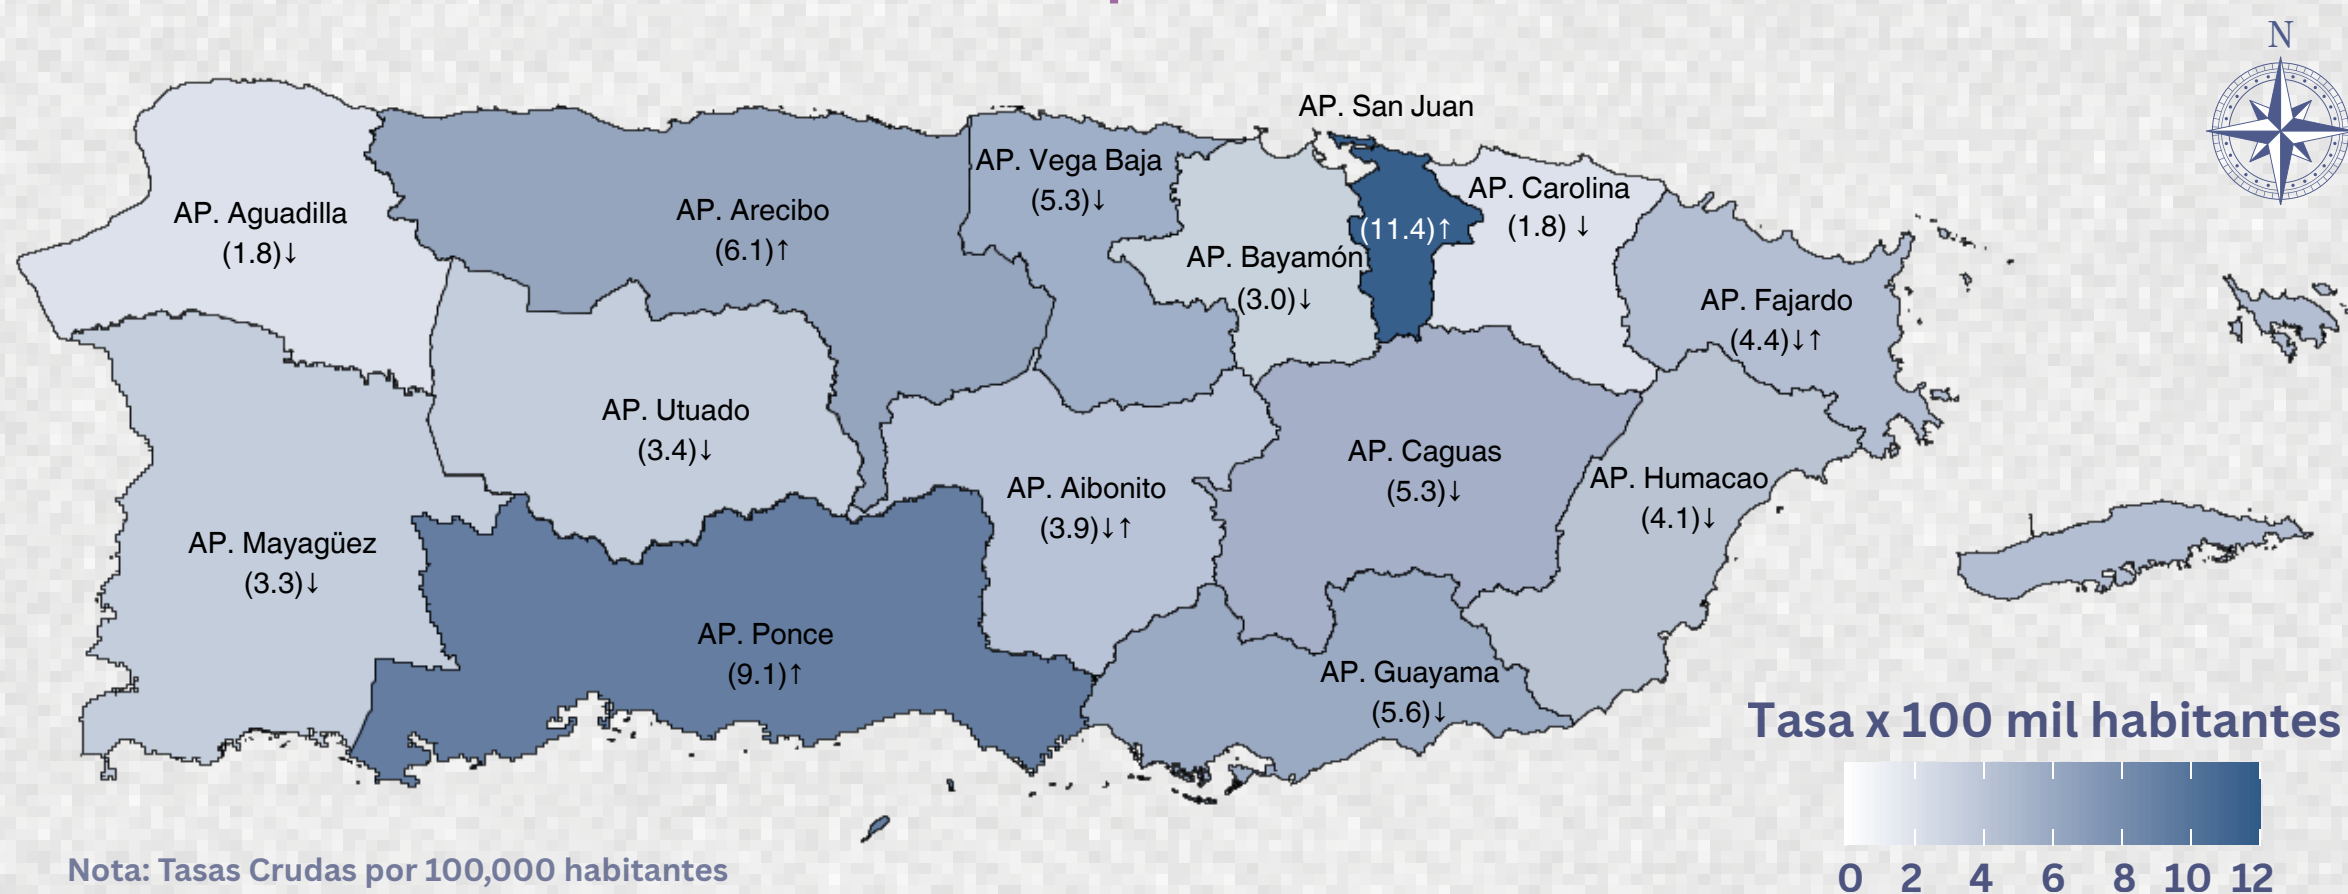 N
AP. San Juan
(11.4)↑
AP. Vega Baja
(5.3)↓
AP. Carolina
(1.8) ↓
AP. Aguadilla
(1.8)↓
AP. Arecibo
(6.1)↑
AP. Bayamón
(3.0)↓
AP. Fajardo
(4.4)↓↑
AP. Utuado
(3.4)↓
AP. Caguas
(5.3)↓
AP. Humacao
(4.1)↓
AP. Aibonito
(3.9)↓↑
AP. Mayagüez
(3.3)↓
AP. Ponce
(9.1)↑
AP. Guayama
(5.6)↓
Tasa x 100 mil habitantes
0 2 4 6 8 10 12
Nota: Tasas Crudas por 100,000 habitantes